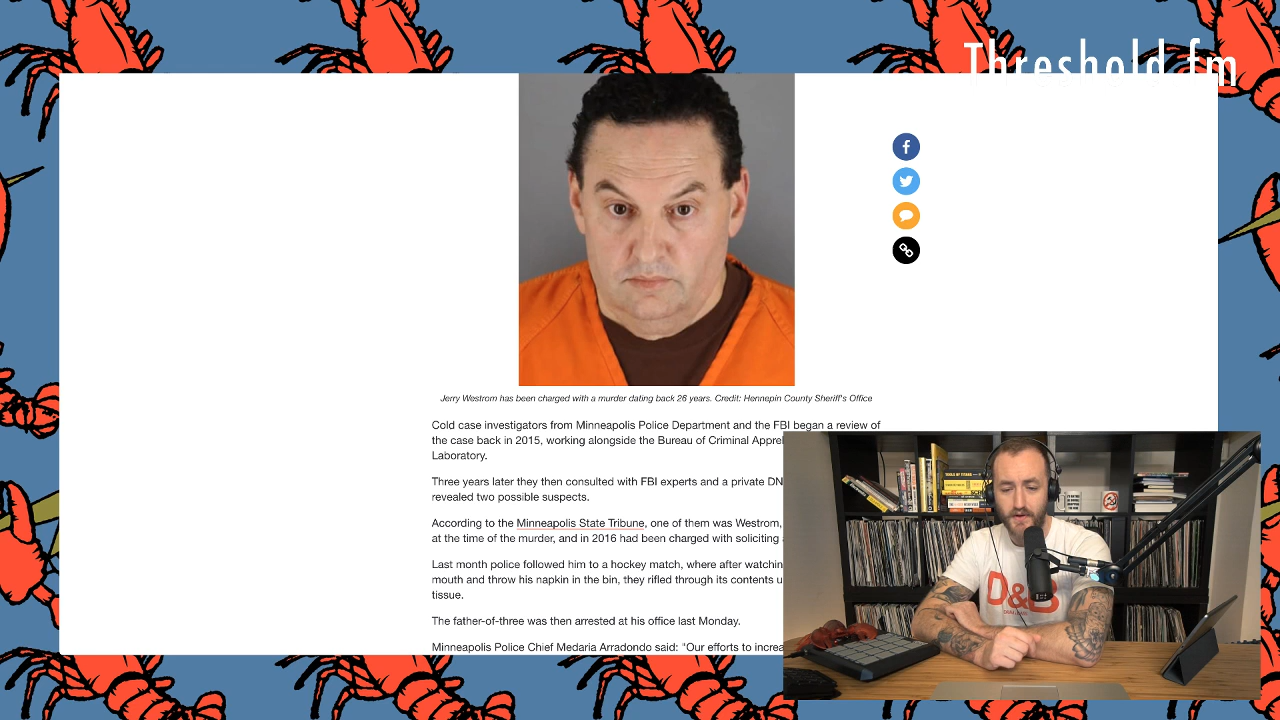 Threshold fm
Jerry Westrom has been charged with a murder dating back 26 years. Credit: Hennepin County Sheriff's Office
Cold case investigators from Minneapolis Police Department and the FBI began a review of
the case back in 2015, working alongside the Bureau of Criminal
Laboratory.
Three years later they then consulted with FBI experts and a private
revealed two possible suspects.
According to the Minneapolis State Tribune, one of them was Westrom,
at the time of the murder, and in 2016 had been charged with soliciting
Last month police followed him to a hockey match, where after
mouth and throw his napkin in the bin, they rifled through its contents
tissue.
The father-of-three was then arrested at his office last Monday.
Minneapolis Police Chief Medaria Arradondo said: "Our efforts to
D&B